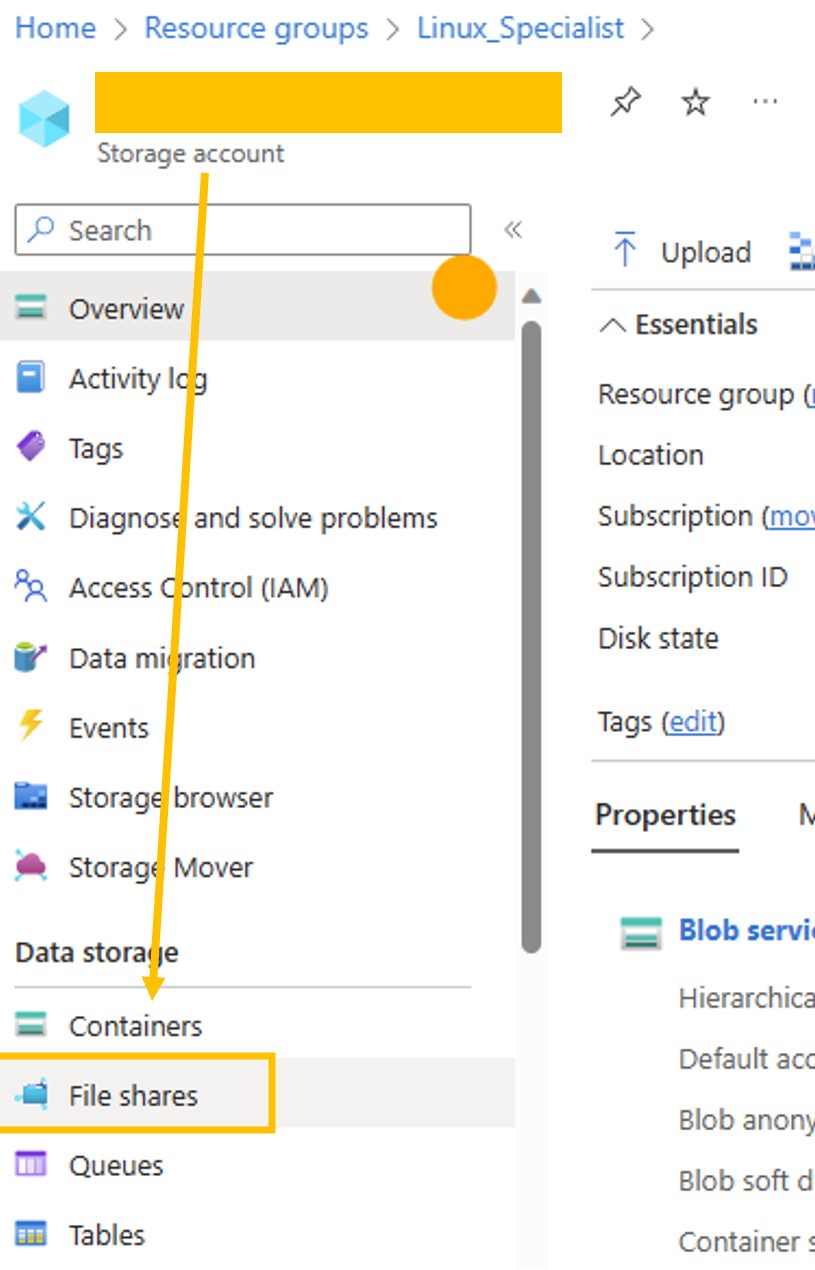 Home > Resource groups > Linux_Specialist >
Storage account
Search
Overview
Activity log
Tags
Diagnose and solve problems
Access Control (IAM)
Data migration
Events
Storage browser
Storage Mover
Data storage
Containers
File shares
Queues
Tables
Upload
Essentials
Resource group (
Location
Subscription (mov
Subscription ID
Disk state
Tags (edit)
Properties
M
Blob servi
Hierarchica
Default acc
Blob anony
Blob soft d
Container s